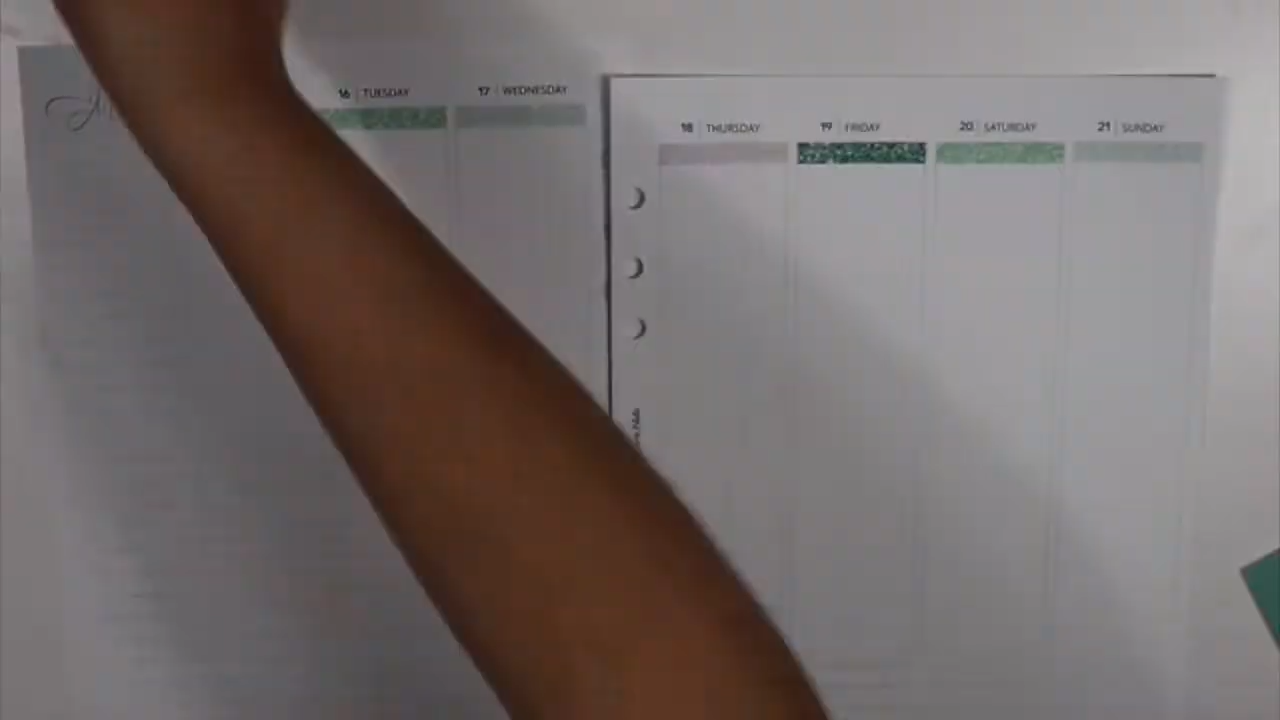 16 | TUESDAY
17 | WEDNESDAY
18 | THURSDAY
19 | FRIDAY
20 | SATURDAY
21 | SUNDAY